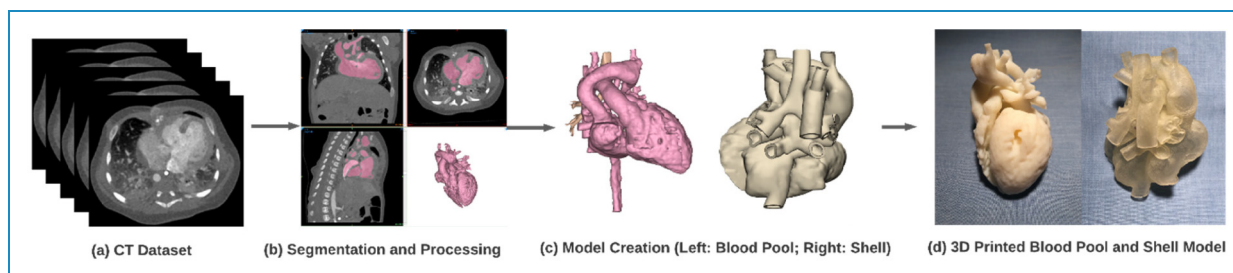 (a) CT Dataset
(b) Segmentation and Processing
(c) Model Creation (Left: Blood Pool; Right: Shell)
(d) 3D Printed Blood Pool and Shell Model